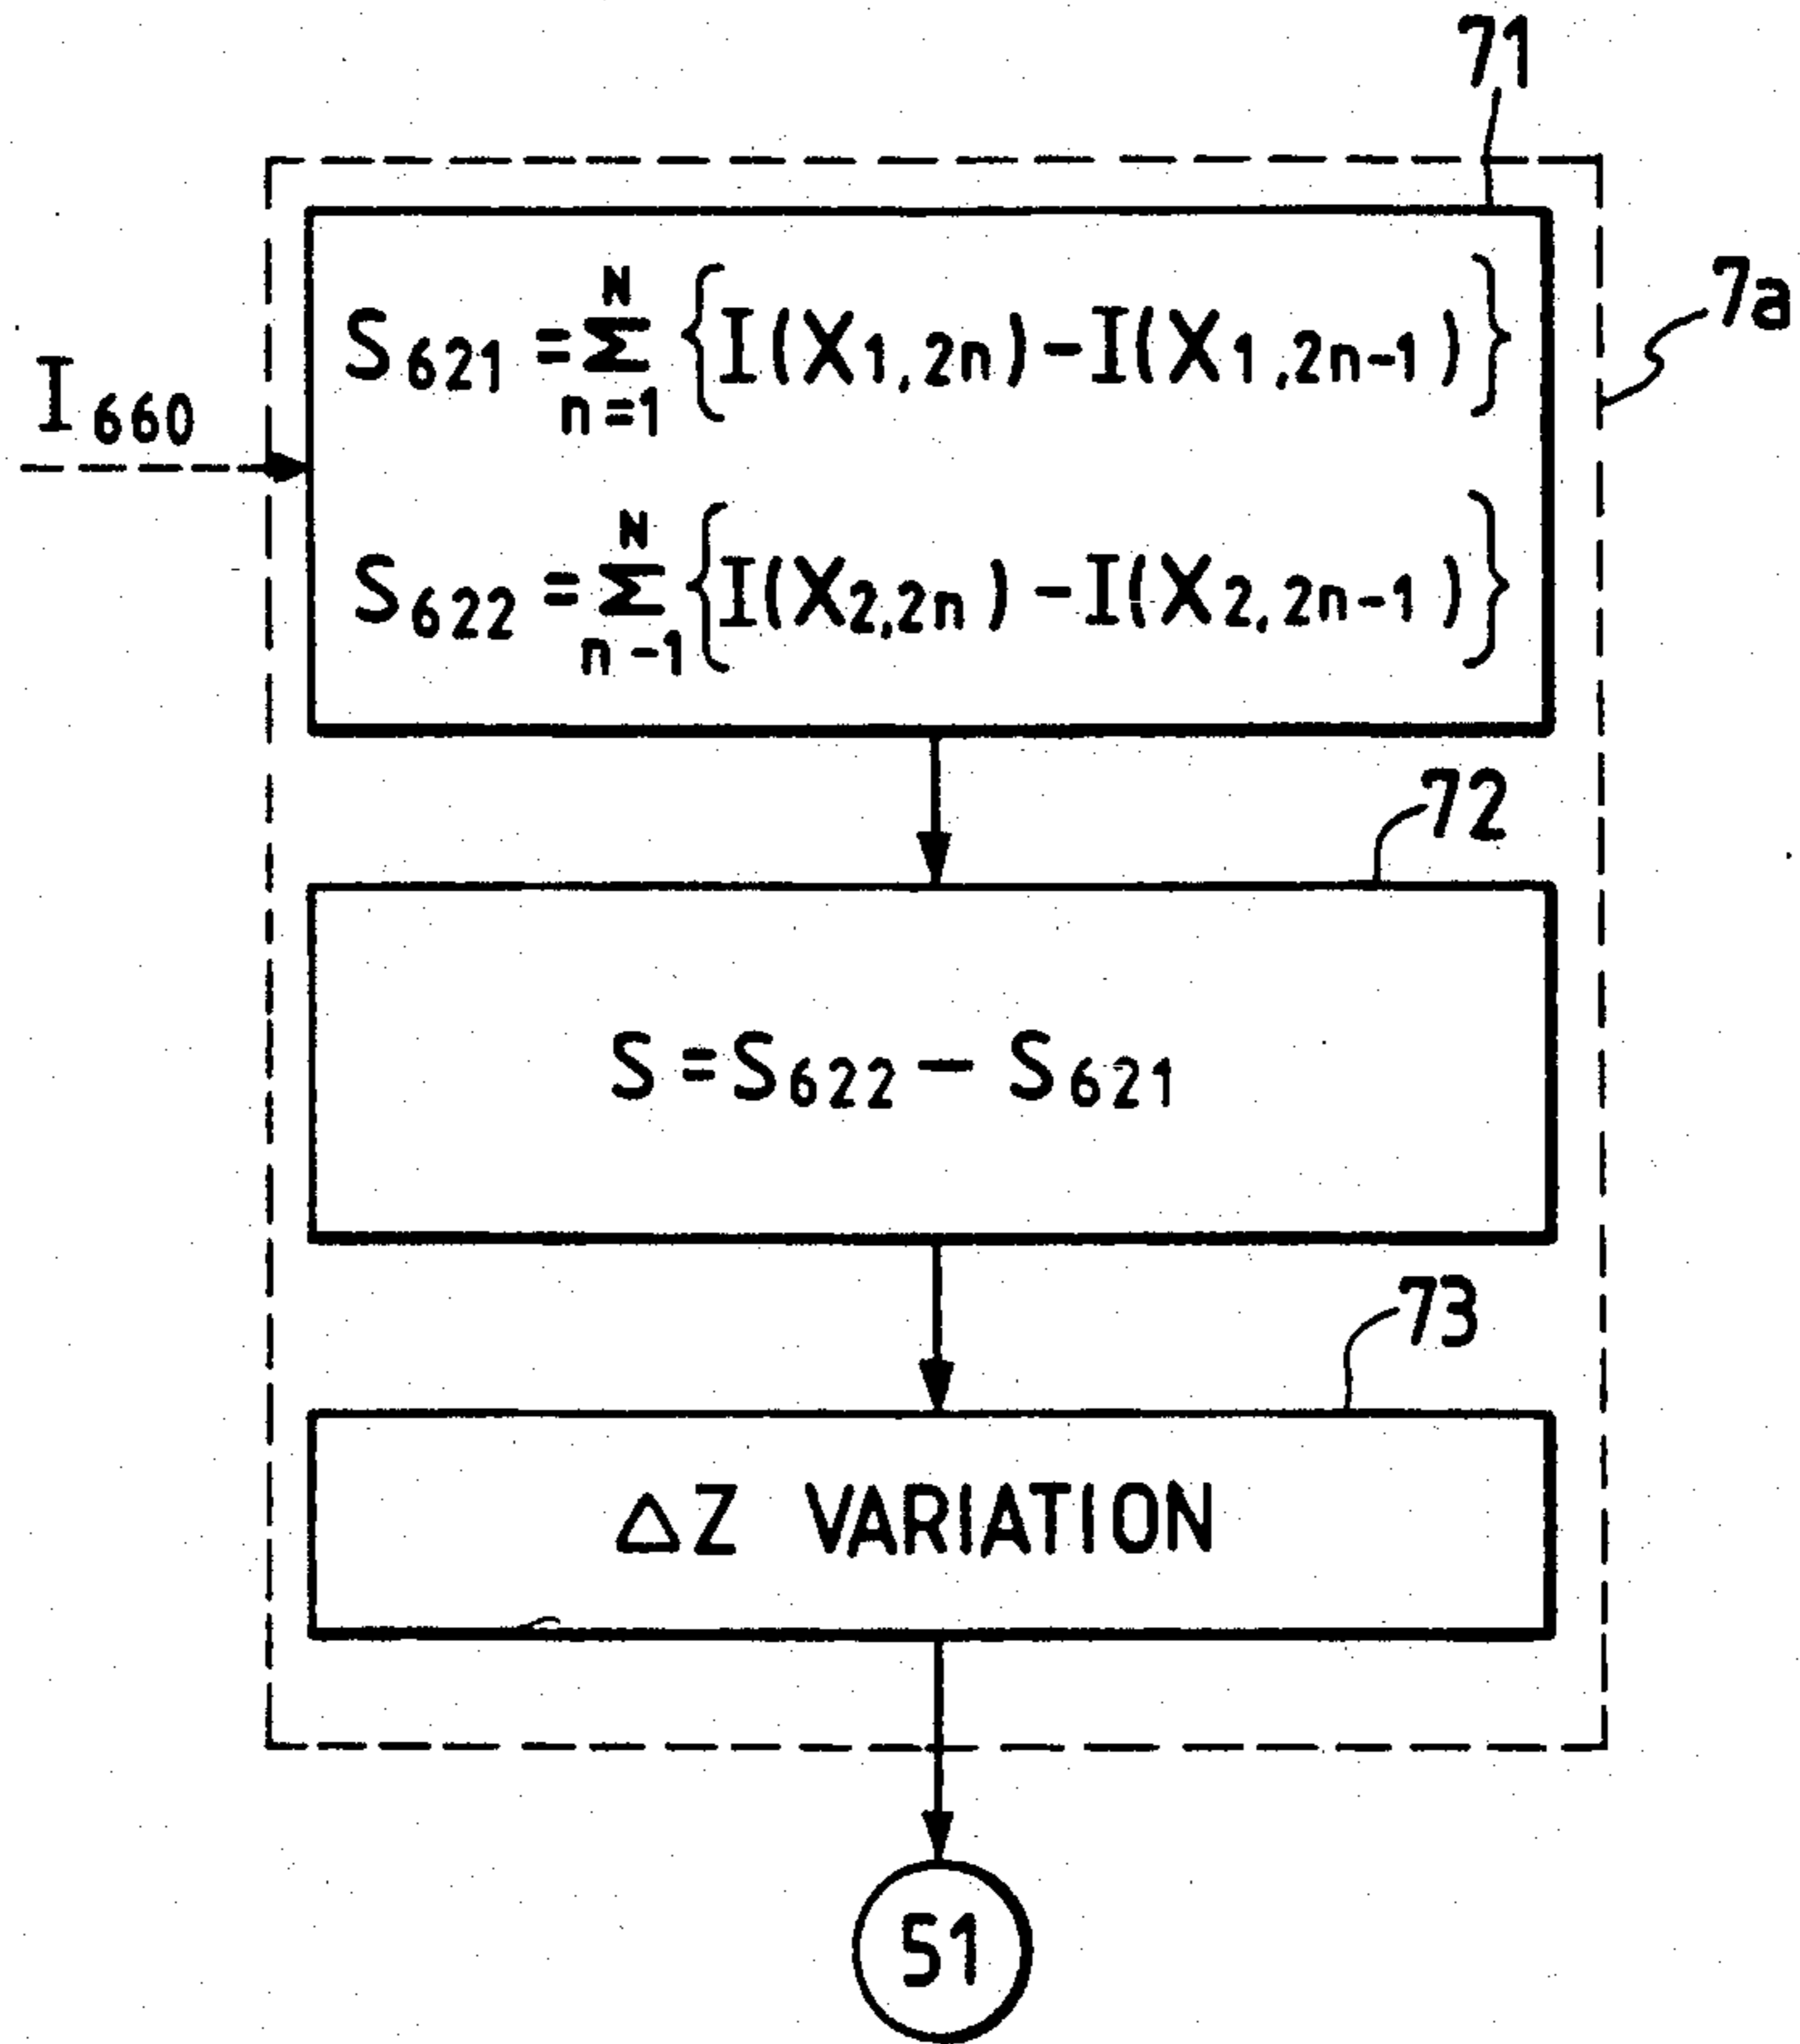 71
7a
I660
S621 = N Σ n=1 {I(X1,2n) - I(X1,2n-1)}
S622 = N Σ n-1 {I(X2,2n) - I(X2,2n-1)}
72
S = S622 - S621
73
ΔZ VARIATION
51